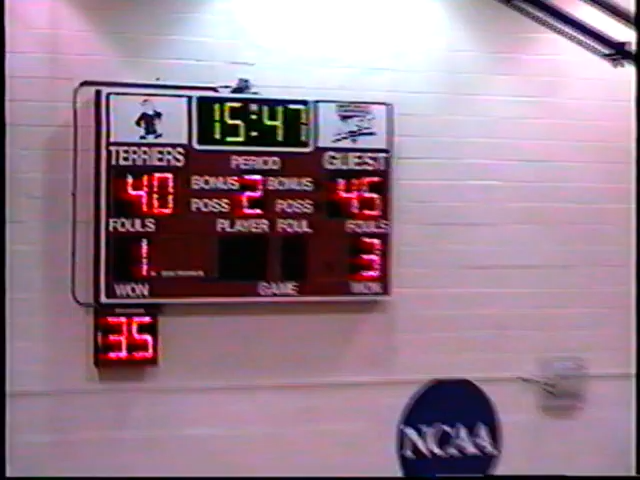 15:47
TERRIERS PERIOD GUEST
40 BONUS 2 BONUS 45
POSS POSS
FOULS PLAYER FOUL FOULS
1 3
WON GAME WON
35
NCAA